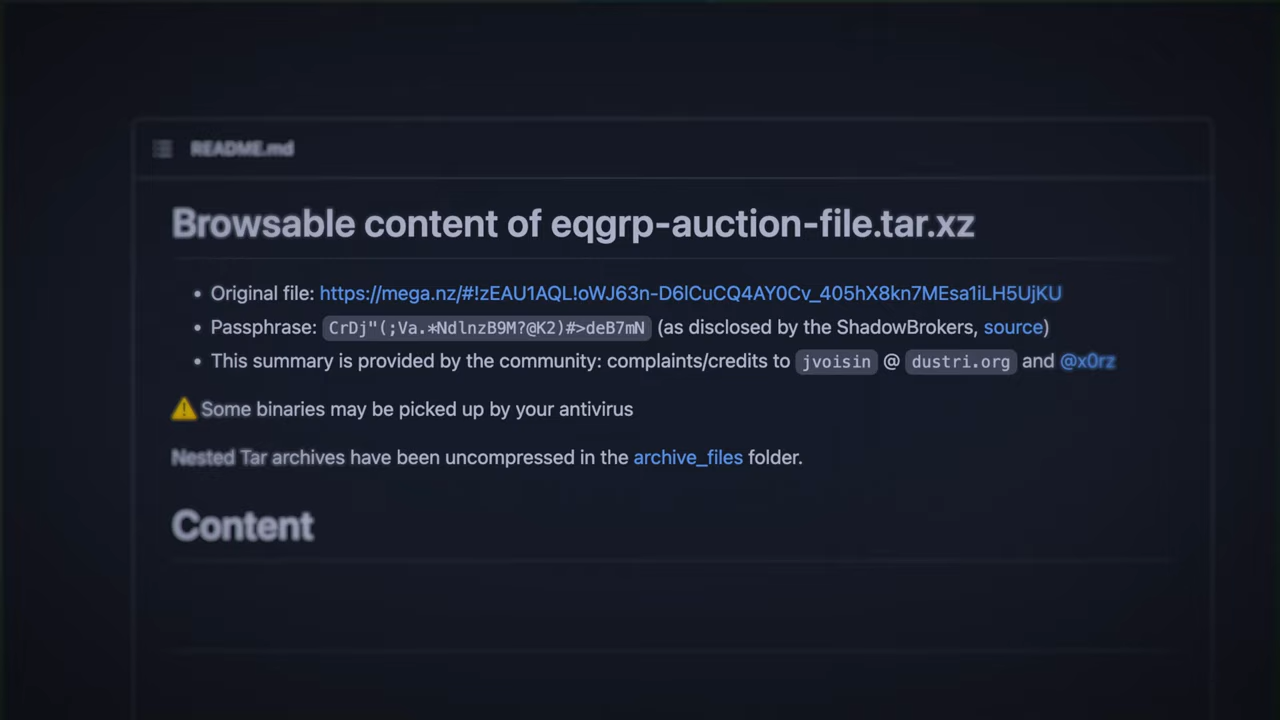 README.md
Browsable content of eqgrp-auction-file.tar.xz
• Original file: https://mega.nz/#!zEAU1AQL!oWJ63n-D6lCuCQ4AY0Cv_405hX8kn7MEsa1iLH5UjKU
• Passphrase: CrDj"(;Va.*NdlnzB9M?@K2)#>deB7mN (as disclosed by the ShadowBrokers, source)
• This summary is provided by the community: complaints/credits to jvoisin @ dustri.org and @x0rz
⚠ Some binaries may be picked up by your antivirus
Nested Tar archives have been uncompressed in the archive_files folder.
Content